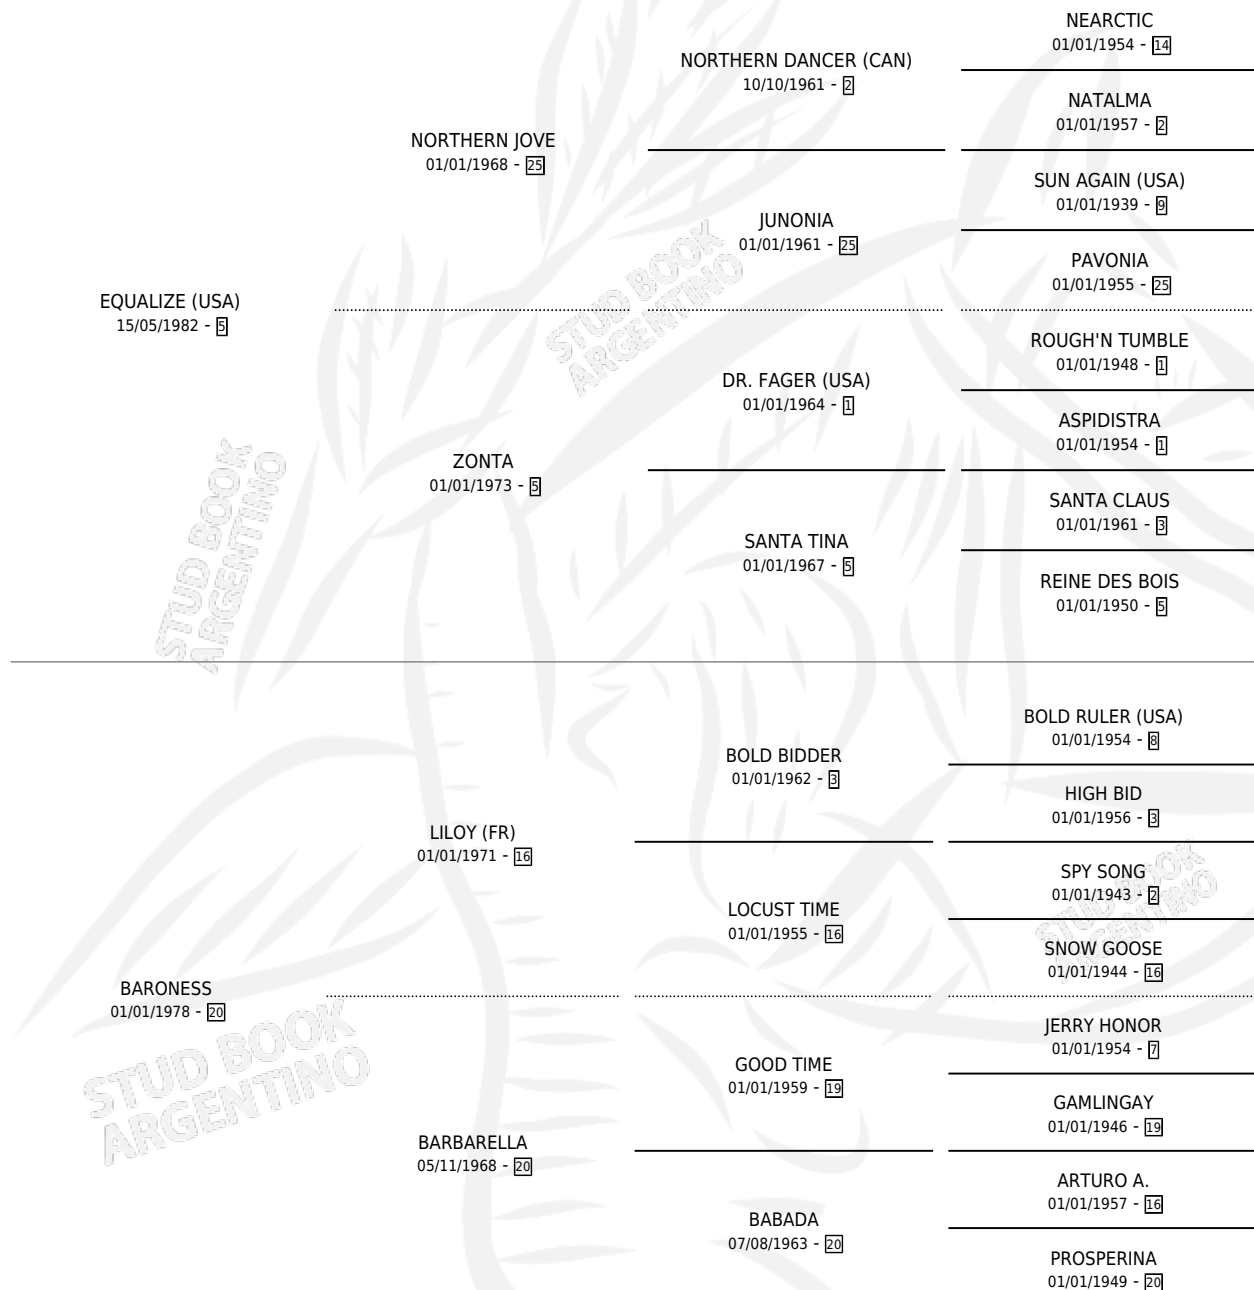 NEARCTIC
01/01/1954 - 14
NORTHERN DANCER (CAN)
10/10/1961 - 2
NATALMA
01/01/1957 - 2
NORTHERN JOVE
01/01/1968 - 25
SUN AGAIN (USA)
01/01/1939 - 9
JUNONIA
01/01/1961 - 25
PAVONIA
01/01/1955 - 25
EQUALIZE (USA)
15/05/1982 - 5
ROUGH'N TUMBLE
01/01/1948 - 1
DR. FAGER (USA)
01/01/1964 - 1
ASPIDISTRA
01/01/1954 - 1
ZONTA
01/01/1973 - 5
SANTA CLAUS
01/01/1961 - 3
SANTA TINA
01/01/1967 - 5
REINE DES BOIS
01/01/1950 - 5
BOLD RULER (USA)
01/01/1954 - 8
BOLD BIDDER
01/01/1962 - 3
HIGH BID
01/01/1956 - 3
LILOY (FR)
01/01/1971 - 16
SPY SONG
01/01/1943 - 2
LOCUST TIME
01/01/1955 - 16
SNOW GOOSE
01/01/1944 - 16
BARONESS
01/01/1978 - 20
JERRY HONOR
01/01/1954 - 7
GOOD TIME
01/01/1959 - 19
GAMLINGAY
01/01/1946 - 19
BARBARELLA
05/11/1968 - 20
ARTURO A.
01/01/1957 - 16
BABADA
07/08/1963 - 20
PROSPERINA
01/01/1949 - 20
STUD BOOK
ARGENTINO
STUD BOOK
ARGENTINO
STUD BOOK
ARGENTINO
STUD BOOK
ARGENTINO